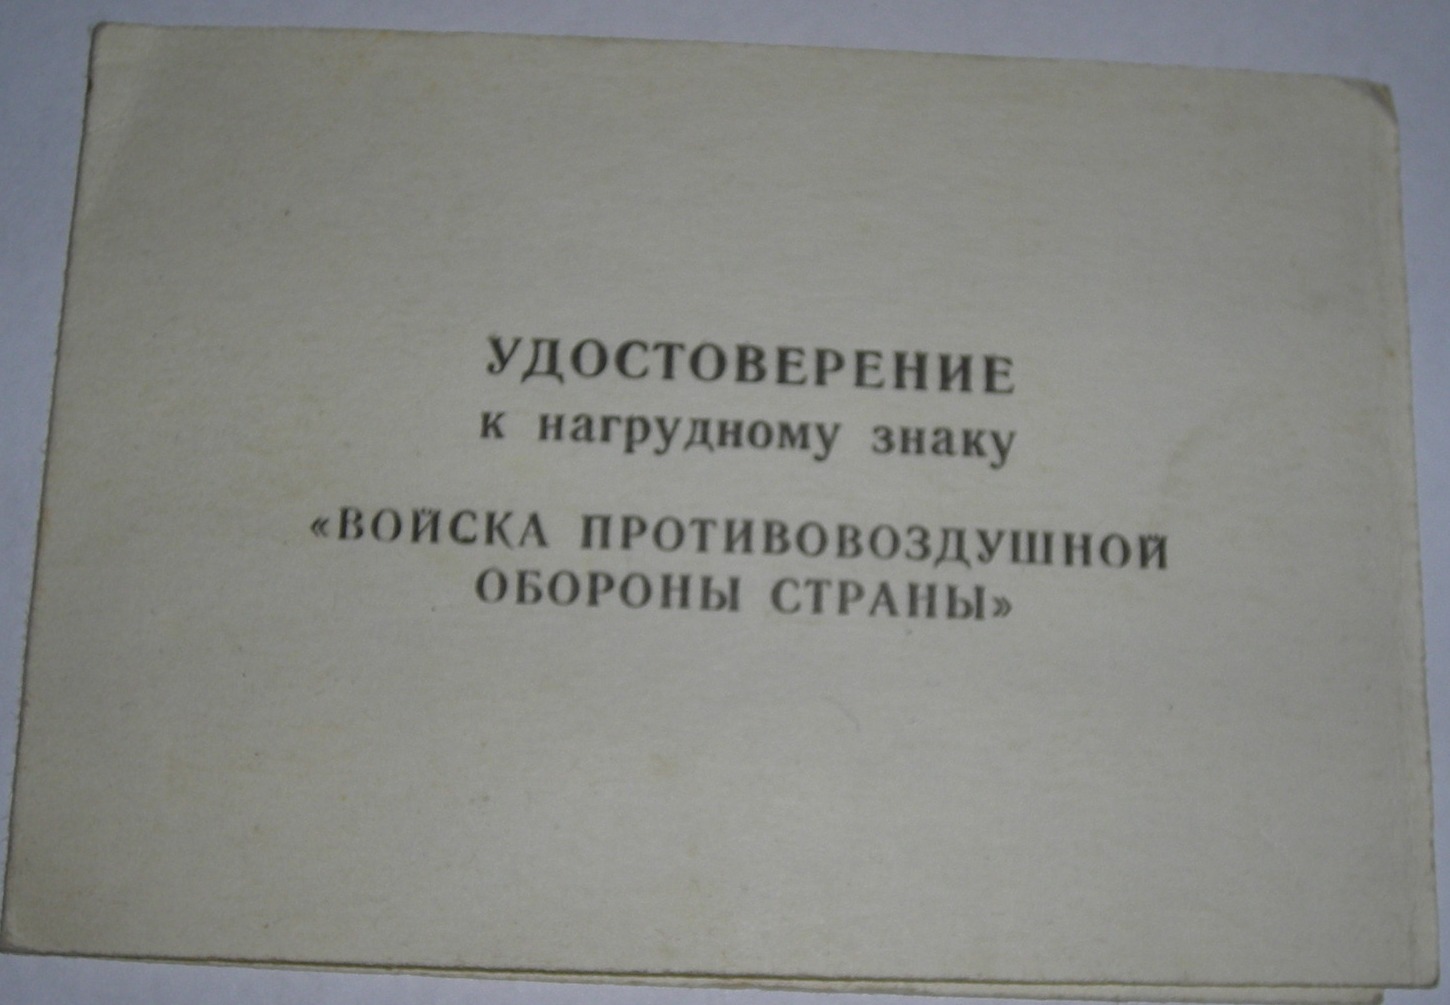 УДОСТОВЕРЕНИЕ
к нагрудному знаку
«ВОЙСКА ПРОТИВОВОЗДУШНОЙ
ОБОРОНЫ СТРАНЫ»